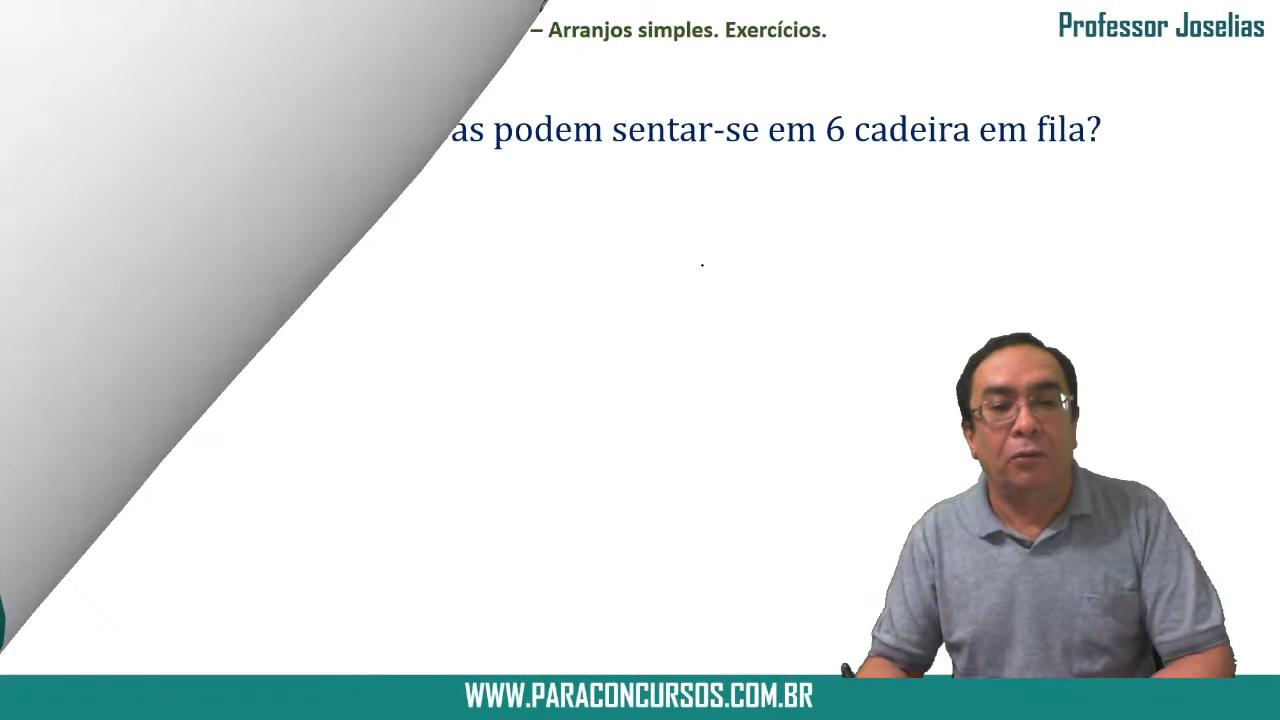 – Arranjos simples. Exercícios.
Professor Joselias
as podem sentar-se em 6 cadeira em fila?
WWW.PARACONCURSOS.COM.BR